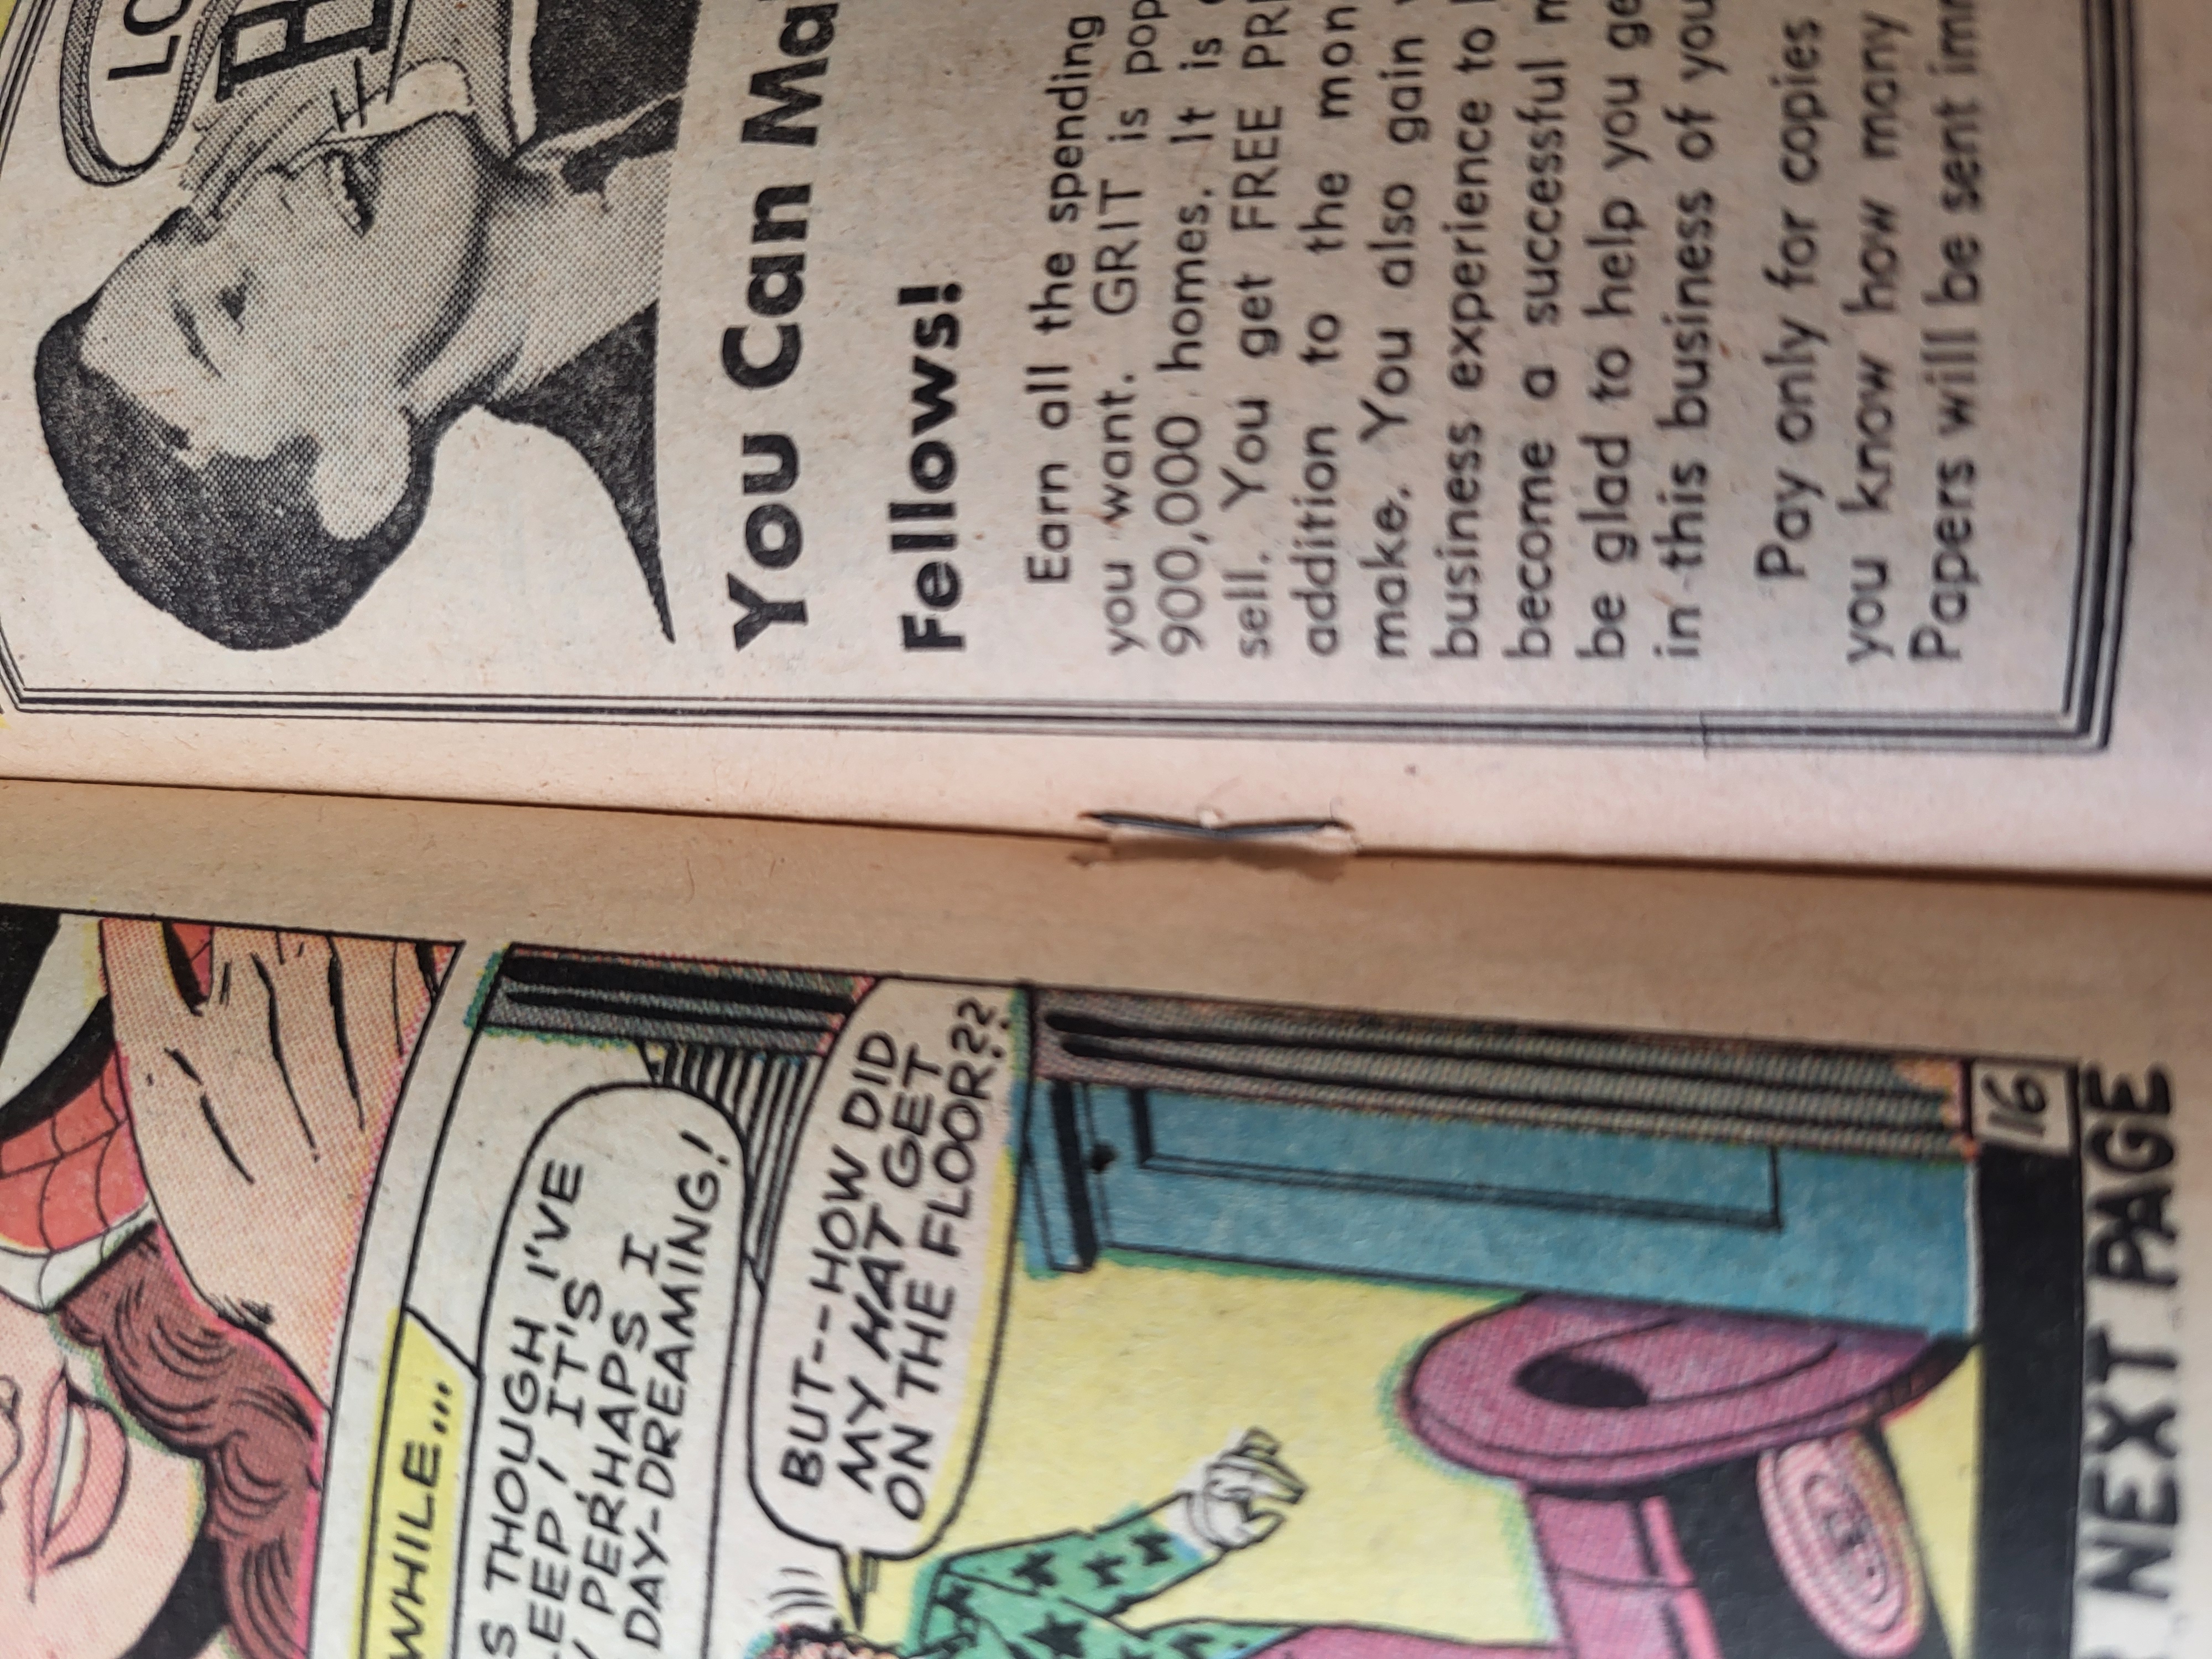 WHILE...
S THOUGH I'VE
EEP! IT'S
PERHAPS I
DAY-DREAMING!
BUT--HOW DID
MY HAT GET
ON THE FLOOR??
16
NEXT PAGE
LO
B
You Can Ma
Fellows!
Earn all the spending
you want. GRIT is pop
900,000 homes. It is
sell. You get FREE PRI
addition to the mon
make. You also gain
business experience to
become a successful m
be glad to help you ge
in this business of you
Pay only for copies
you know how many
Papers will be sent imm